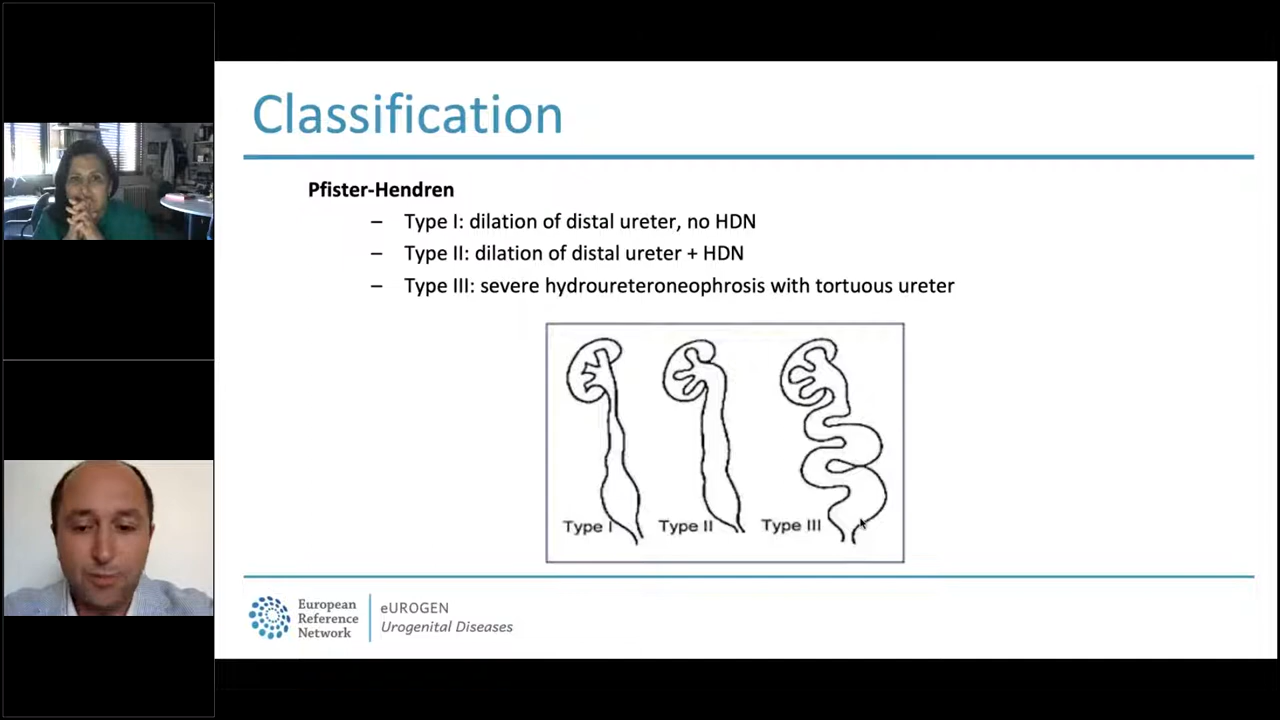 Classification
Pfister-Hendren
– Type I: dilation of distal ureter, no HDN
– Type II: dilation of distal ureter + HDN
– Type III: severe hydroureteronephrosis with tortuous ureter
Type I Type II Type III
European
Reference
Network
eUROGEN
Urogenital Diseases